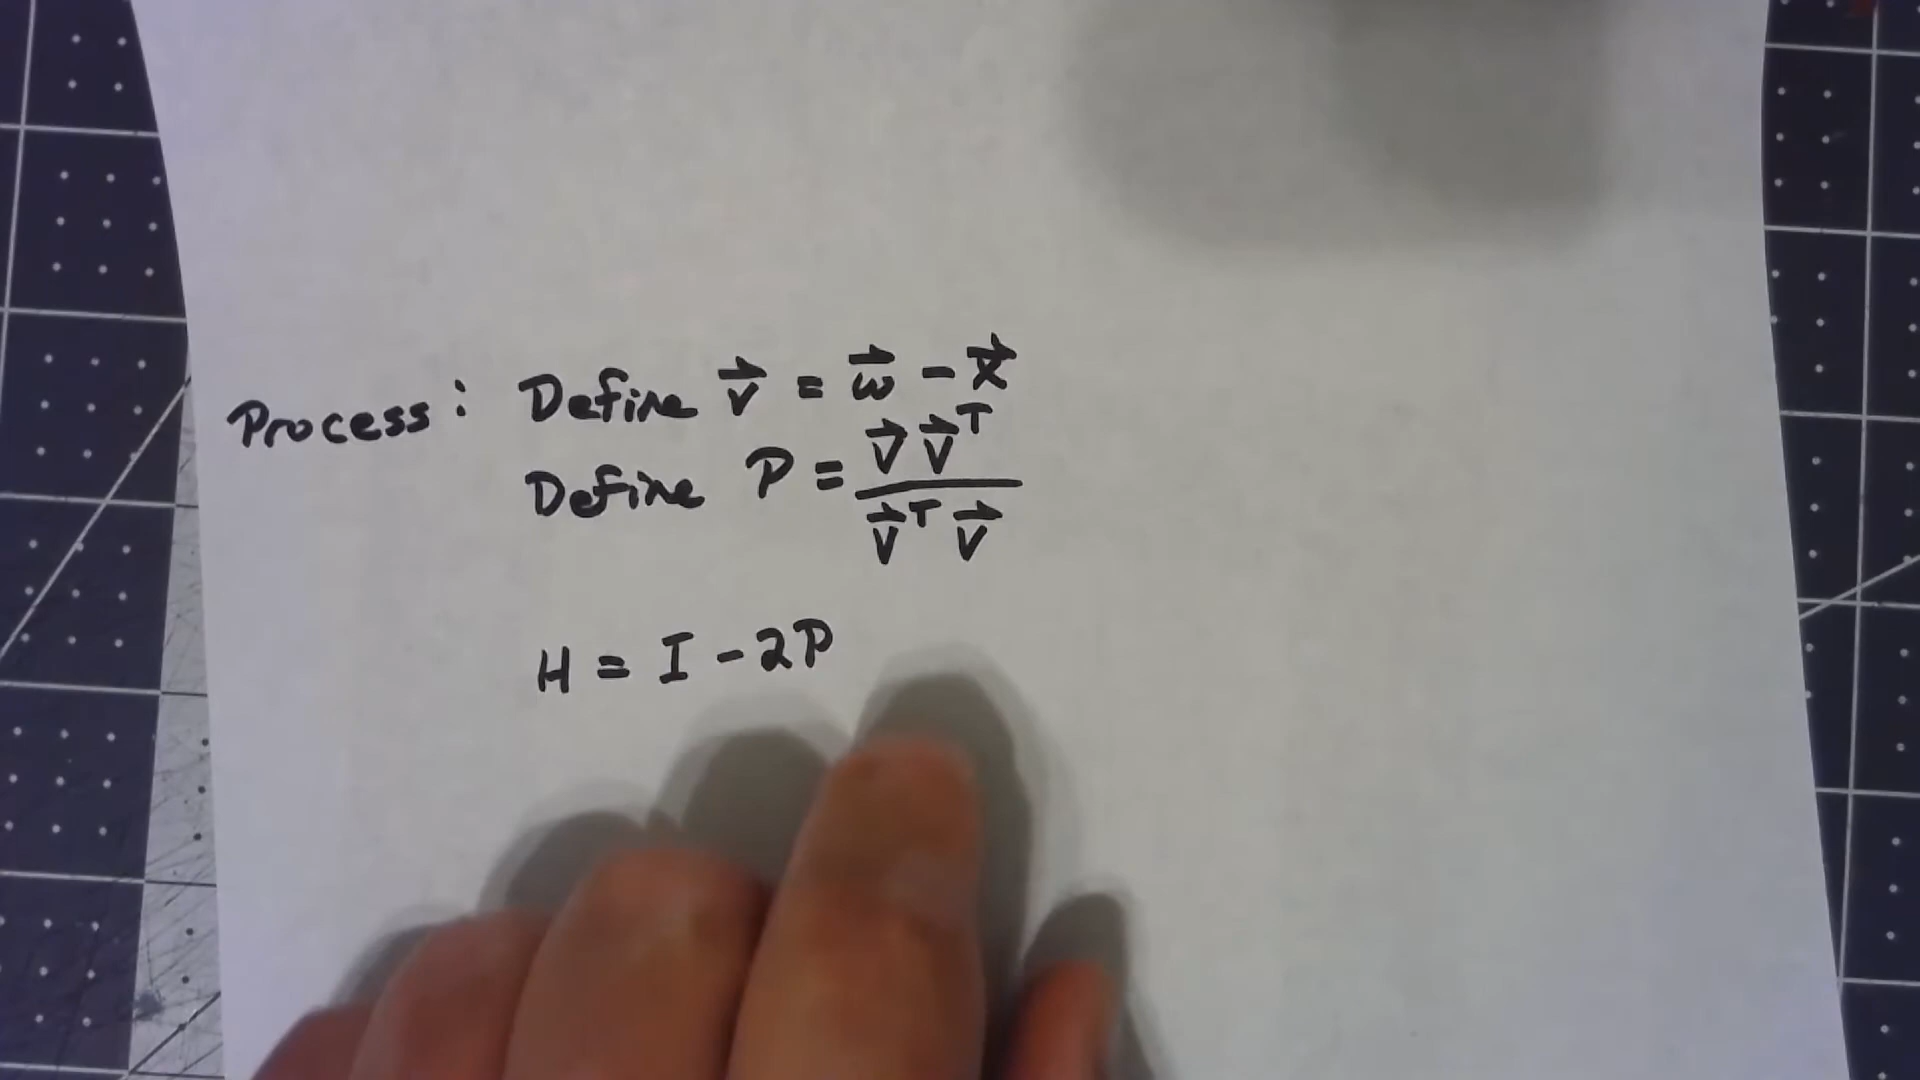 Process: Define v⃗ = w⃗ - x⃗
Define P = v⃗ v⃗ᵀ / v⃗ᵀ v⃗
H = I - 2P